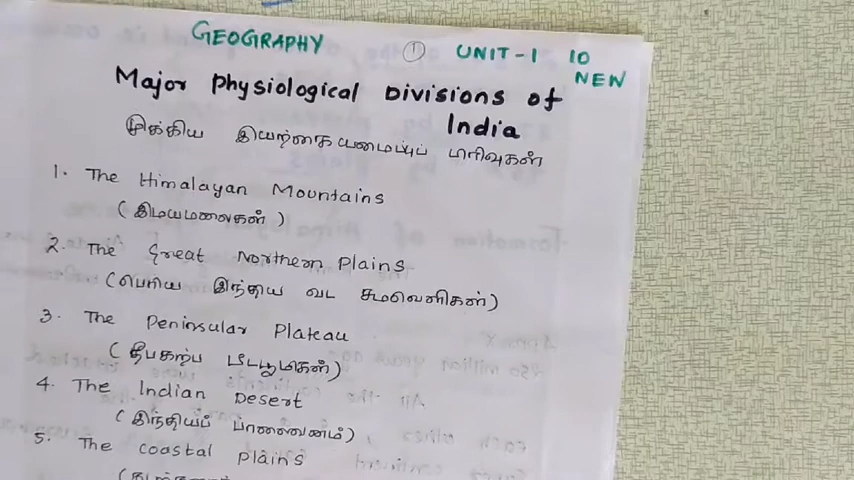 GEOGRAPHY ① UNIT-1 10
NEW
Major Physiological Divisions of
India
முக்கிய இயற்கையமைப்புப் பிரிவுகள்
1. The Himalayan Mountains
(இமயமலைகள்)
2. The Great Northern Plains
(பெரிய இந்திய வட சமவெளிகள்)
3. The Peninsular Plateau
(தீபகற்ப பீடபூமிகள்)
4. The Indian Desert
(இந்தியப் பாலைவனம்)
5. The coastal plains